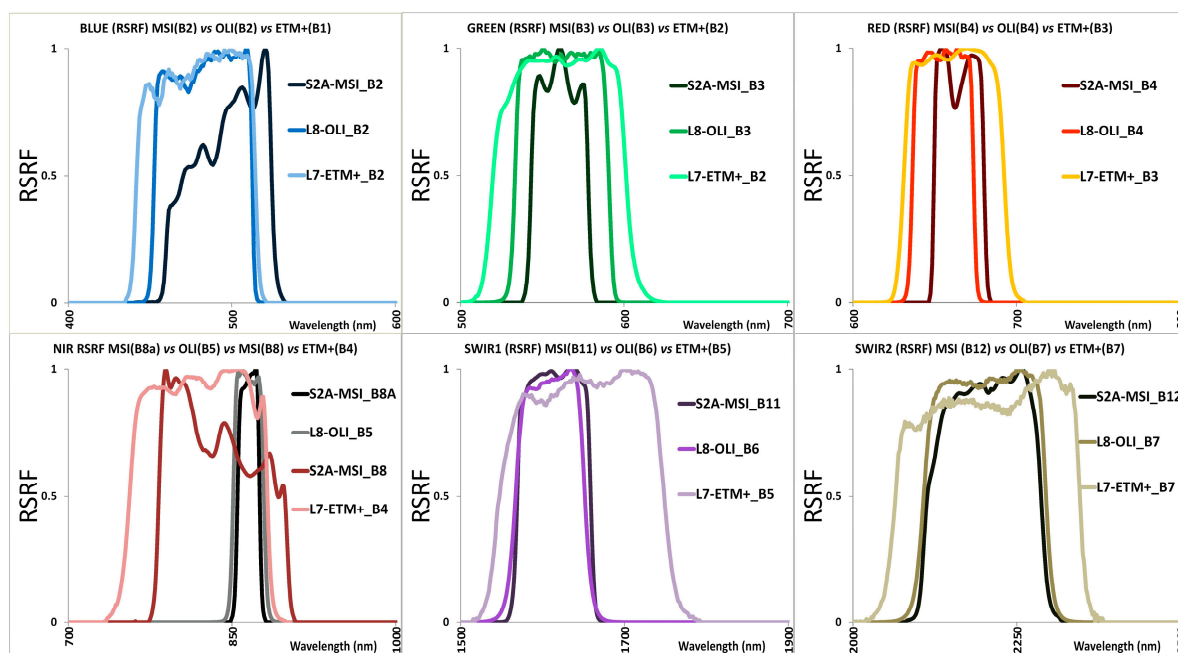 BLUE (RSRF) MSI(B2) vs OLI(B2) vs ETM+(B1)
1
S2A-MSI_B2
L8-OLI_B2
L7-ETM+_B2
RSRF
0.5
0
Wavelength (nm)
400
500
600
GREEN (RSRF) MSI(B3) vs OLI(B3) vs ETM+(B2)
1
S2A-MSI_B3
L8-OLI_B3
L7-ETM+_B2
RSRF
0.5
0
Wavelength (nm)
500
600
700
RED (RSRF) MSI(B4) vs OLI(B4) vs ETM+(B3)
1
S2A-MSI_B4
L8-OLI_B4
L7-ETM+_B3
RSRF
0.5
0
Wavelength (nm)
600
700
NIR RSRF MSI(B8a) vs OLI(B5) vs MSI(B8) vs ETM+(B4)
1
S2A-MSI_B8A
L8-OLI_B5
S2A-MSI_B8
L7-ETM+_B4
RSRF
0.5
0
700
850
1000
Wavelength (nm)
SWIR1 (RSRF) MSI(B11) vs OLI(B6) vs ETM+(B5)
1
S2A-MSI_B11
L8-OLI_B6
L7-ETM+_B5
RSRF
0.5
0
1500
1700
1900
Wavelength (nm)
SWIR2 (RSRF) MSI (B12) vs OLI(B7) vs ETM+(B7)
1
S2A-MSI_B12
L8-OLI_B7
L7-ETM+_B7
RSRF
0.5
0
2000
2250
Wavelength (nm)